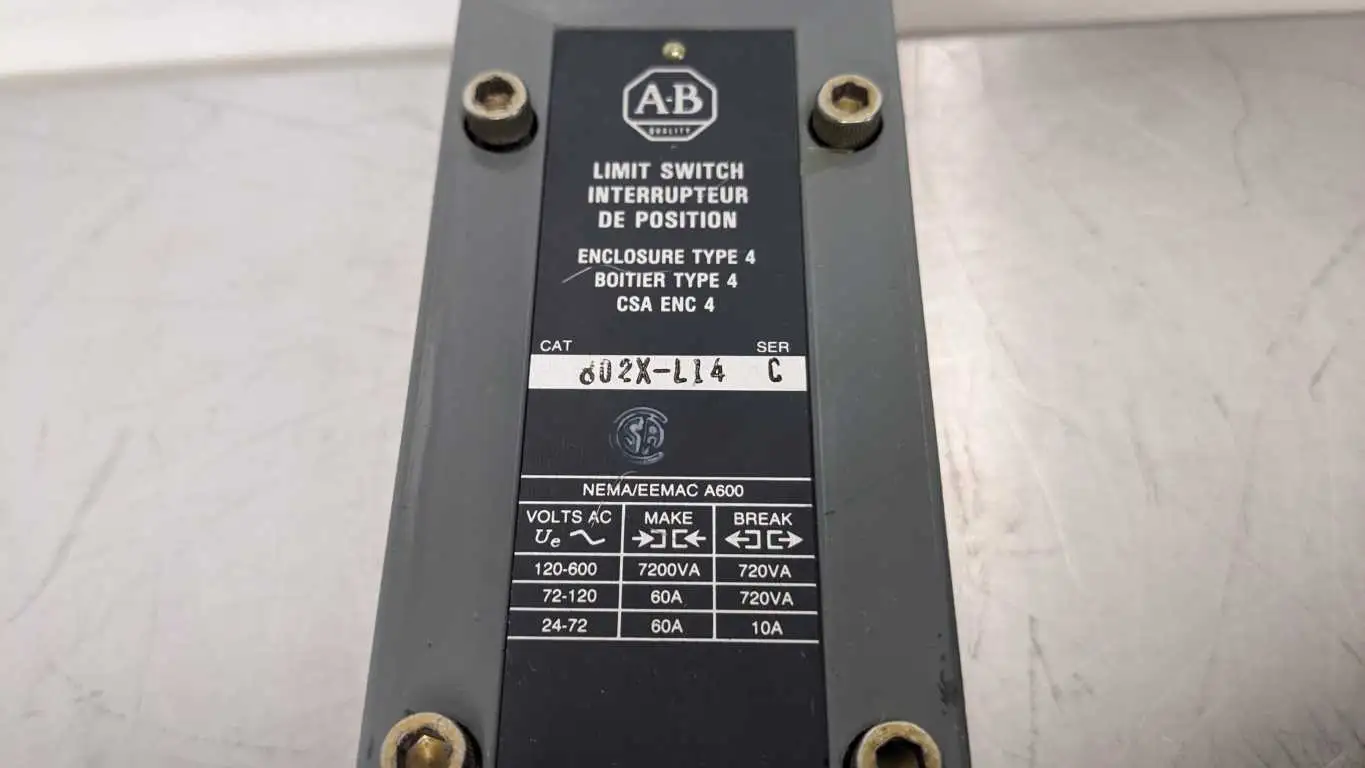 A-B
QUALITY
LIMIT SWITCH
INTERRUPTEUR
DE POSITION
ENCLOSURE TYPE 4
BOITIER TYPE 4
CSA ENC 4
CAT SER
802X-L14 C
SA
NEMA/EEMAC A600
VOLTS AC MAKE BREAK
Ue
120-600 7200VA 720VA
72-120 60A 720VA
24-72 60A 10A